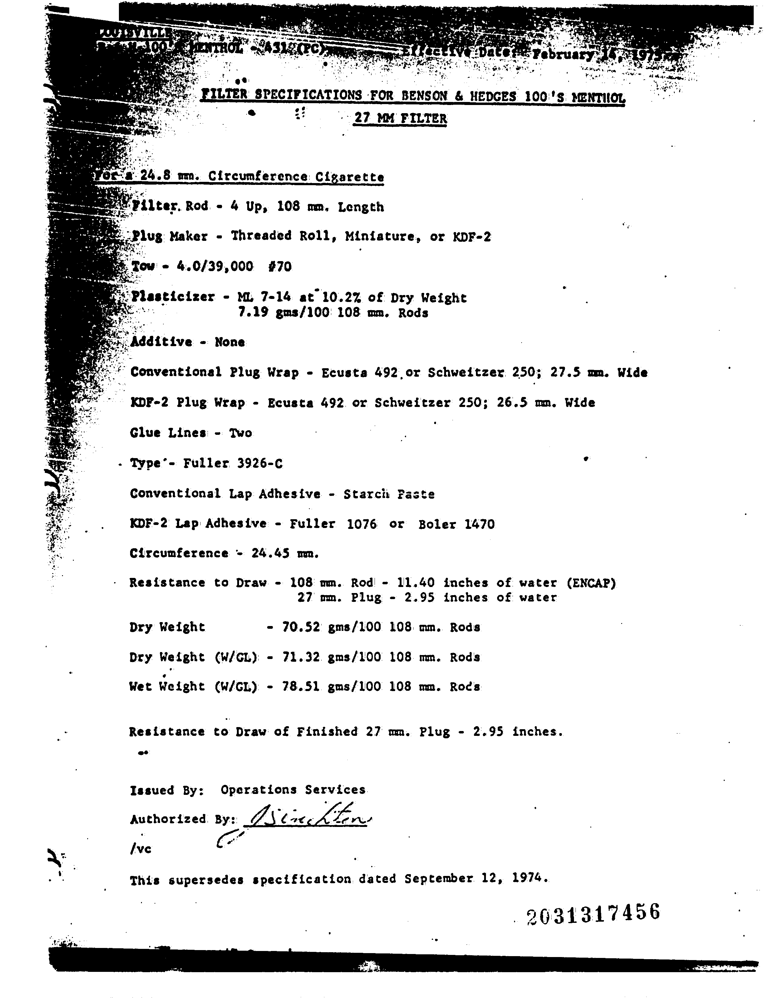 LOUISVILLE
100'S MENTHOL - A31 (FC) Effective Date: February
FILTER SPECIFICATIONS FOR BENSON & HEDGES 100'S MENTHOL
27 MM FILTER
For a 24.8 mm. Circumference Cigarette
Filter Rod - 4 Up, 108 mm. Length
Plug Maker - Threaded Roll, Miniature, or KDF-2
Tow - 4.0/39,000 #70
Plasticizer - ML 7-14 at 10.2% of Dry Weight
7.19 gms/100 108 mm. Rods
Additive - None
Conventional Plug Wrap - Ecusta 492 or Schweitzer 250; 27.5 mm. Wide
KDF-2 Plug Wrap - Ecusta 492 or Schweitzer 250; 26.5 mm. Wide
Glue Lines - Two
Type - Fuller 3926-C
Conventional Lap Adhesive - Starch Paste
KDF-2 Lap Adhesive - Fuller 1076 or Boler 1470
Circumference - 24.45 mm.
Resistance to Draw - 108 mm. Rod - 11.40 inches of water (ENCAP)
27 mm. Plug - 2.95 inches of water
Dry Weight - 70.52 gms/100 108 mm. Rods
Dry Weight (W/GL) - 71.32 gms/100 108 mm. Rods
Wet Weight (W/GL) - 78.51 gms/100 108 mm. Rods
Resistance to Draw of Finished 27 mm. Plug - 2.95 inches.
Issued By: Operations Services
Authorized By:
/vc
This supersedes specification dated September 12, 1974.
2031317456